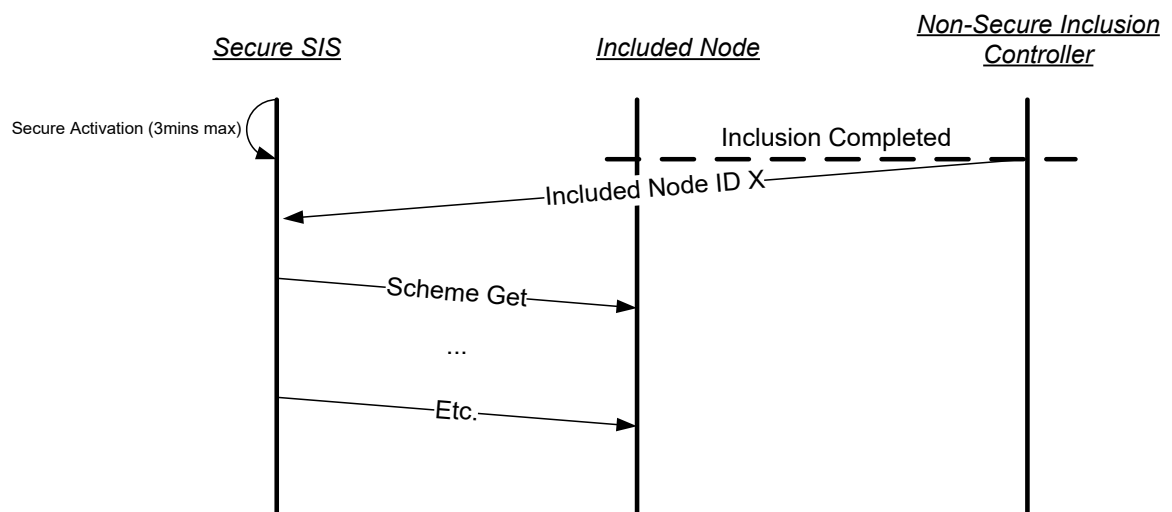 Secure SIS
Included Node
Non-Secure Inclusion
Controller
Secure Activation (3mins max)
Inclusion Completed
Included Node ID X
Scheme Get
...
Etc.